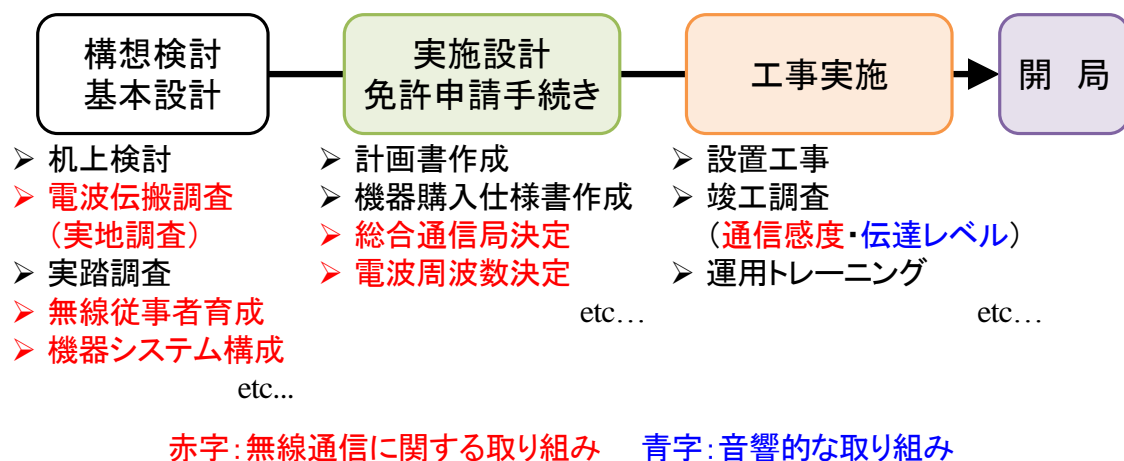 構想検討
基本設計
実施設計
免許申請手続き
工事実施
開 局
➢ 机上検討
➢ 電波伝搬調査
(実地調査)
➢ 実踏調査
➢ 無線従事者育成
➢ 機器システム構成
etc...
➢ 計画書作成
➢ 機器購入仕様書作成
➢ 総合通信局決定
➢ 電波周波数決定
etc…
➢ 設置工事
➢ 竣工調査
(通信感度・伝達レベル)
➢ 運用トレーニング
etc…
赤字:無線通信に関する取り組み 青字:音響的な取り組み